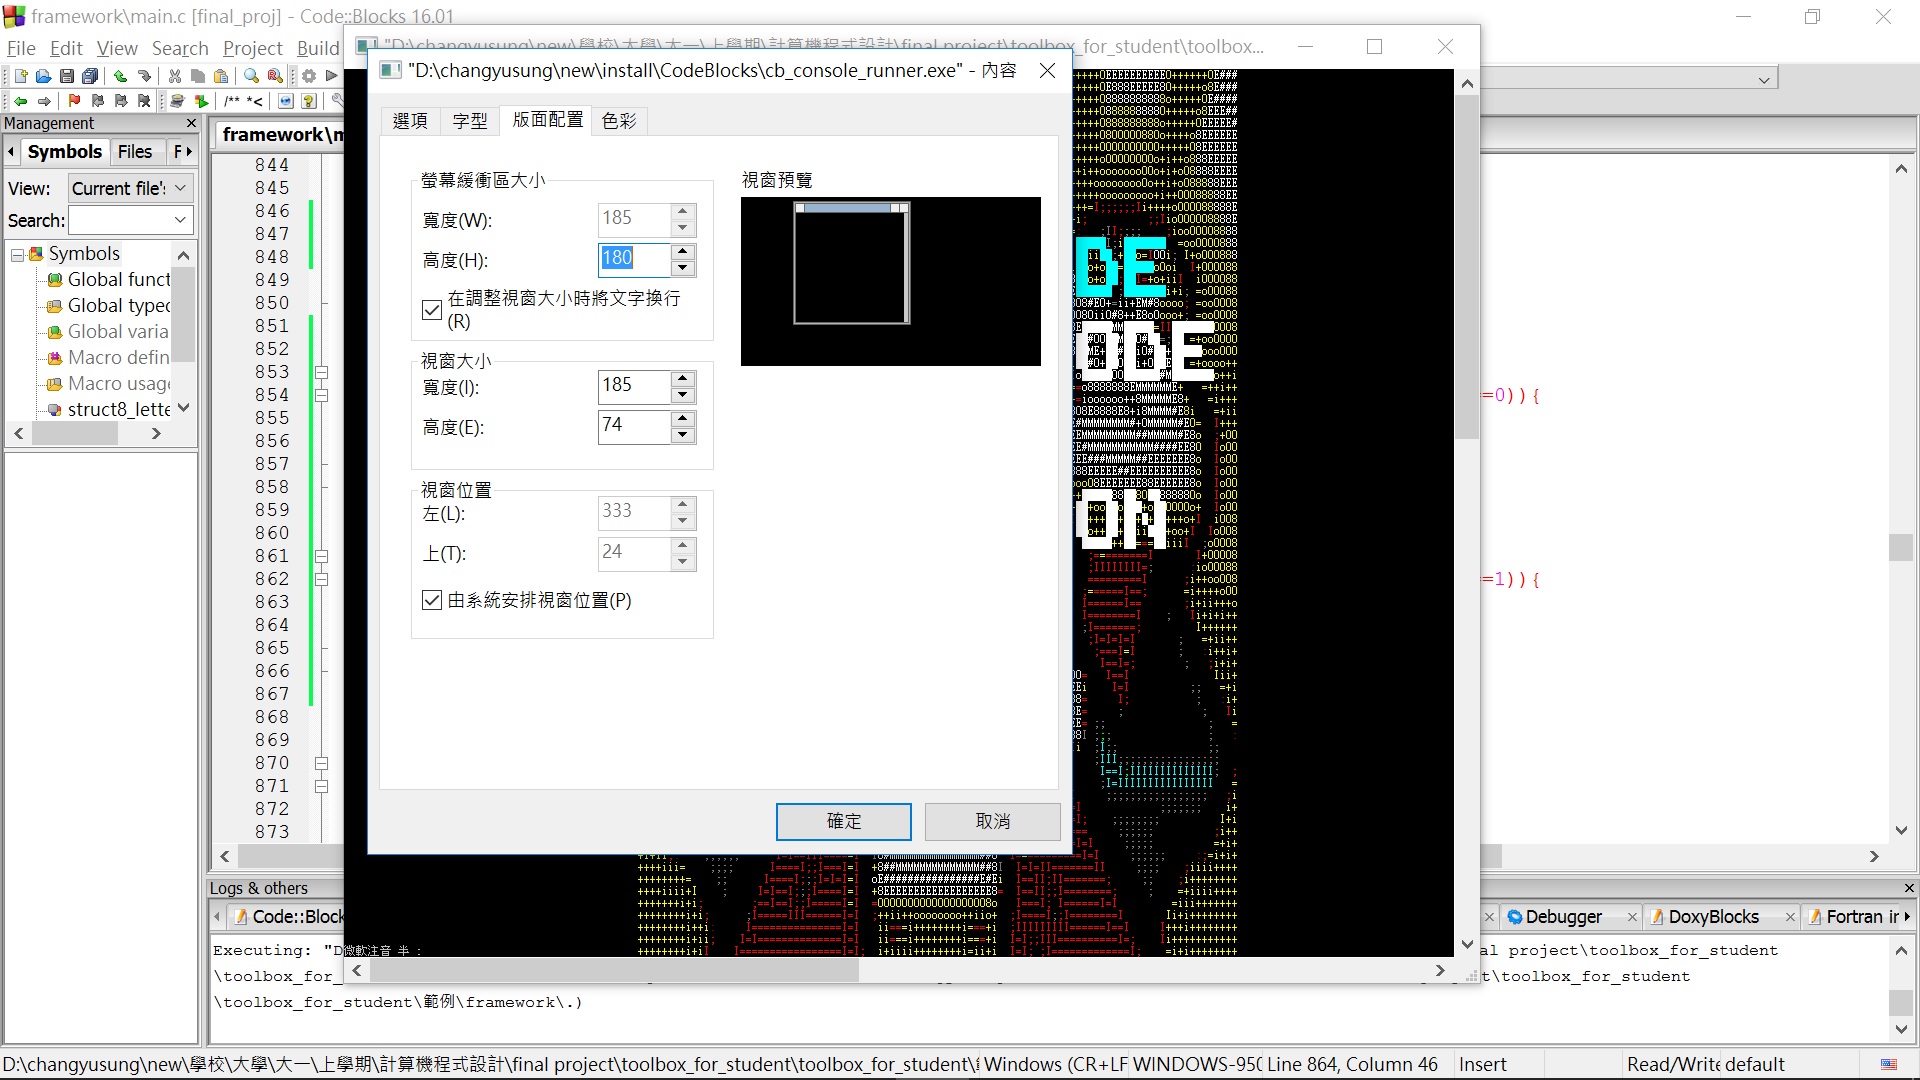 framework\main.c [final_proj] - Code::Blocks 16.01
File Edit View Search Project Build
"D:\changyusung\new\學校\大學\大一\上學期\計算機程式設計\final project\toolbox_for_student\toolbox...
"D:\changyusung\new\install\CodeBlocks\cb_console_runner.exe" - 內容
選項 字型 版面配置 色彩
螢幕緩衝區大小
寬度(W): 185
高度(H): 180
在調整視窗大小時將文字換行
(R)
視窗大小
寬度(I): 185
高度(E): 74
視窗位置
左(L): 333
上(T): 24
由系統安排視窗位置(P)
視窗預覽
確定 取消
Management
Symbols Files F
View: Current file's
Search:
Symbols
Global funct
Global typec
Global varia
Macro defin
Macro usag
struct8_lette
framework\m
844
845
846
847
848
849
850
851
852
853
854
855
856
857
858
859
860
861
862
863
864
865
866
867
868
869
870
871
872
873
=0)){
=1)){
DE
ODE
ON
微軟注音 半 :
Logs & others
Code::Block Debugger DoxyBlocks Fortran in
Executing: "D
al project\toolbox_for_student
\toolbox_for_
t\toolbox_for_student
\toolbox_for_student\範例\framework\.)
D:\changyusung\new\學校\大學\大一\上學期\計算機程式設計\final project\toolbox_for_student\toolbox_for_student\ Windows (CR+LF WINDOWS-950 Line 864, Column 46 Insert Read/Write default